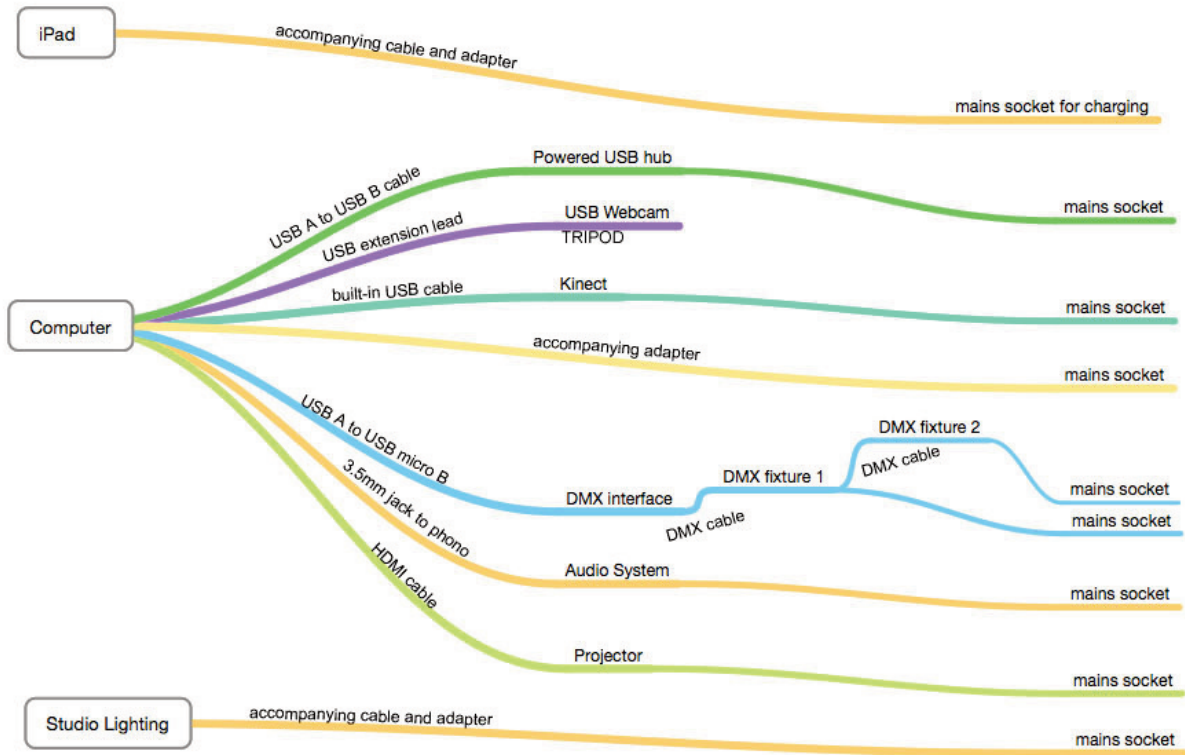 iPad
accompanying cable and adapter
mains socket for charging
Powered USB hub
USB A to USB B cable
mains socket
USB Webcam
USB extension lead
TRIPOD
built-in USB cable
Kinect
mains socket
Computer
accompanying adapter
mains socket
USB A to USB micro B
DMX fixture 2
DMX cable
DMX fixture 1
mains socket
DMX interface
DMX cable
mains socket
3.5mm jack to phono
Audio System
mains socket
HDMI cable
Projector
mains socket
Studio Lighting
accompanying cable and adapter
mains socket